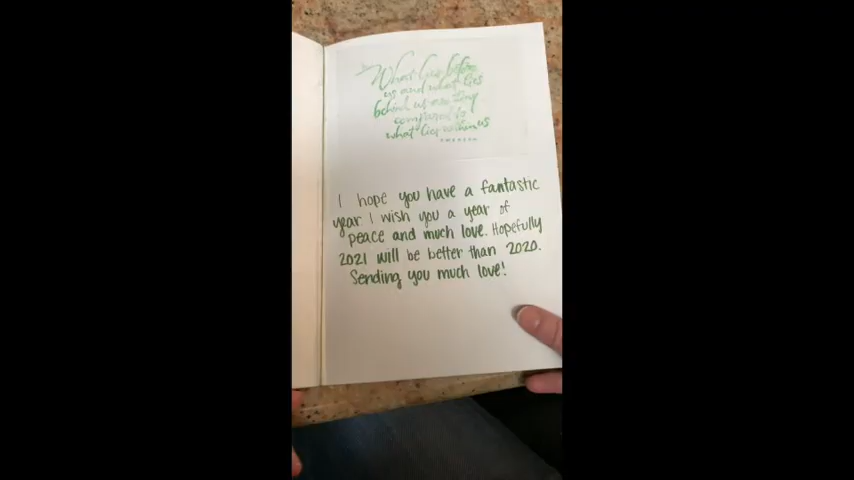 What lies before
us and what lies
behind us are tiny
compared to
what lies within us
EMERSON
I hope you have a fantastic
year. I wish you a year of
peace and much love. Hopefully
2021 will be better than 2020.
Sending you much love!